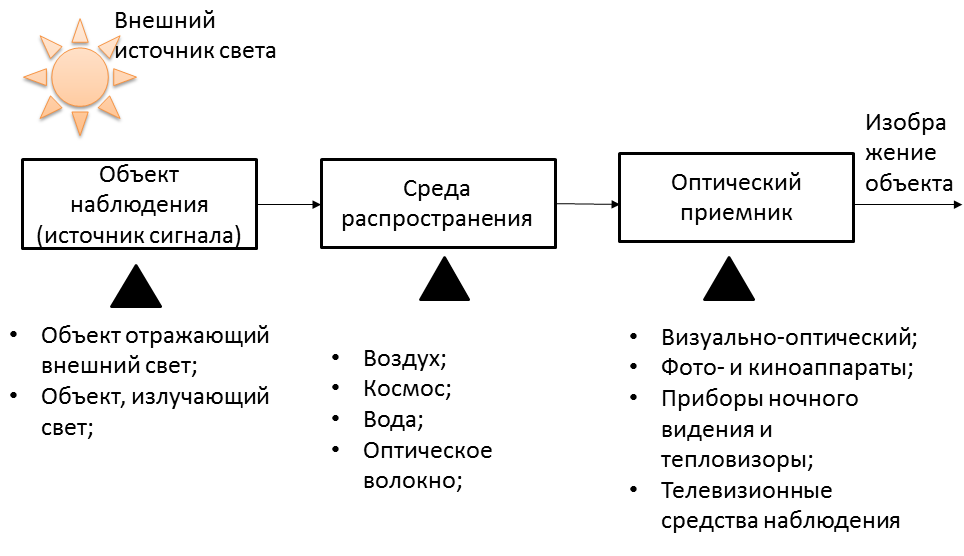 Внешний
источник света
Объект
наблюдения
(источник сигнала)
Среда
распространения
Оптический
приемник
Изобра
жение
объекта
• Объект отражающий
внешний свет;
• Объект, излучающий
свет;
• Воздух;
• Космос;
• Вода;
• Оптическое
волокно;
• Визуально-оптический;
• Фото- и киноаппараты;
• Приборы ночного
видения и
тепловизоры;
• Телевизионные
средства наблюдения